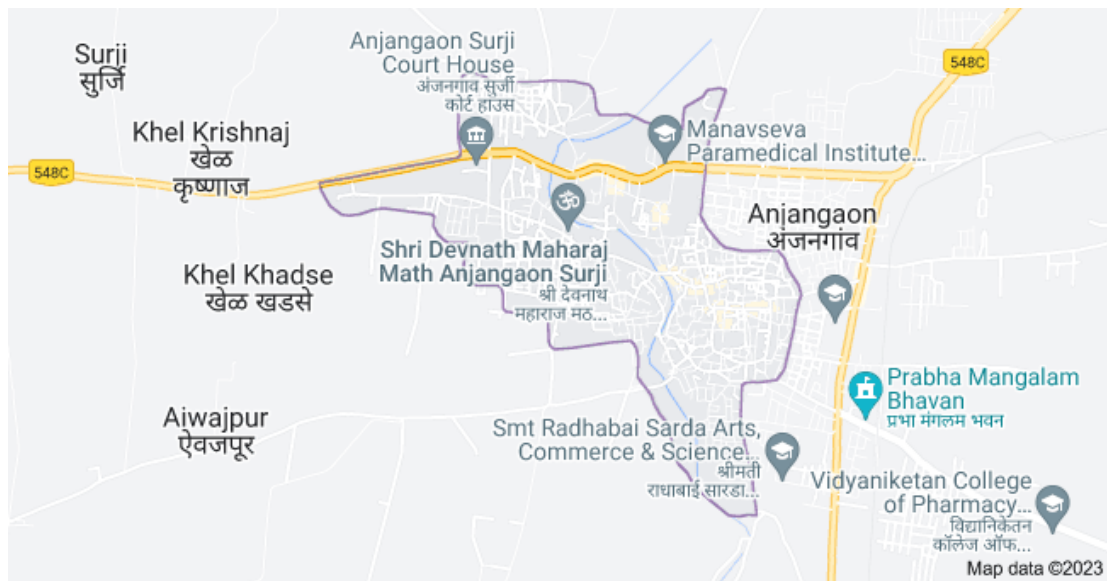 Surji
सुर्जि
Anjangaon Surji
Court House
अंजनगाव सुर्जी
कोर्ट हाउस
548C
Khel Krishnaj
खेळ
कृष्णाज
548C
Manavseva
Paramedical Institute...
Anjangaon
अंजनगांव
Shri Devnath Maharaj
Math Anjangaon Surji
श्री देवनाथ
महाराज मठ...
Khel Khadse
खेळ खडसे
Prabha Mangalam
Bhavan
प्रभा मंगलम भवन
Aiwajpur
ऐवजपूर
Smt Radhabai Sarda Arts,
Commerce & Science...
श्रीमती
राधाबाई सारडा...
Vidyaniketan College
of Pharmacy...
विद्यानिकेतन
कॉलेज ऑफ...
Map data ©2023